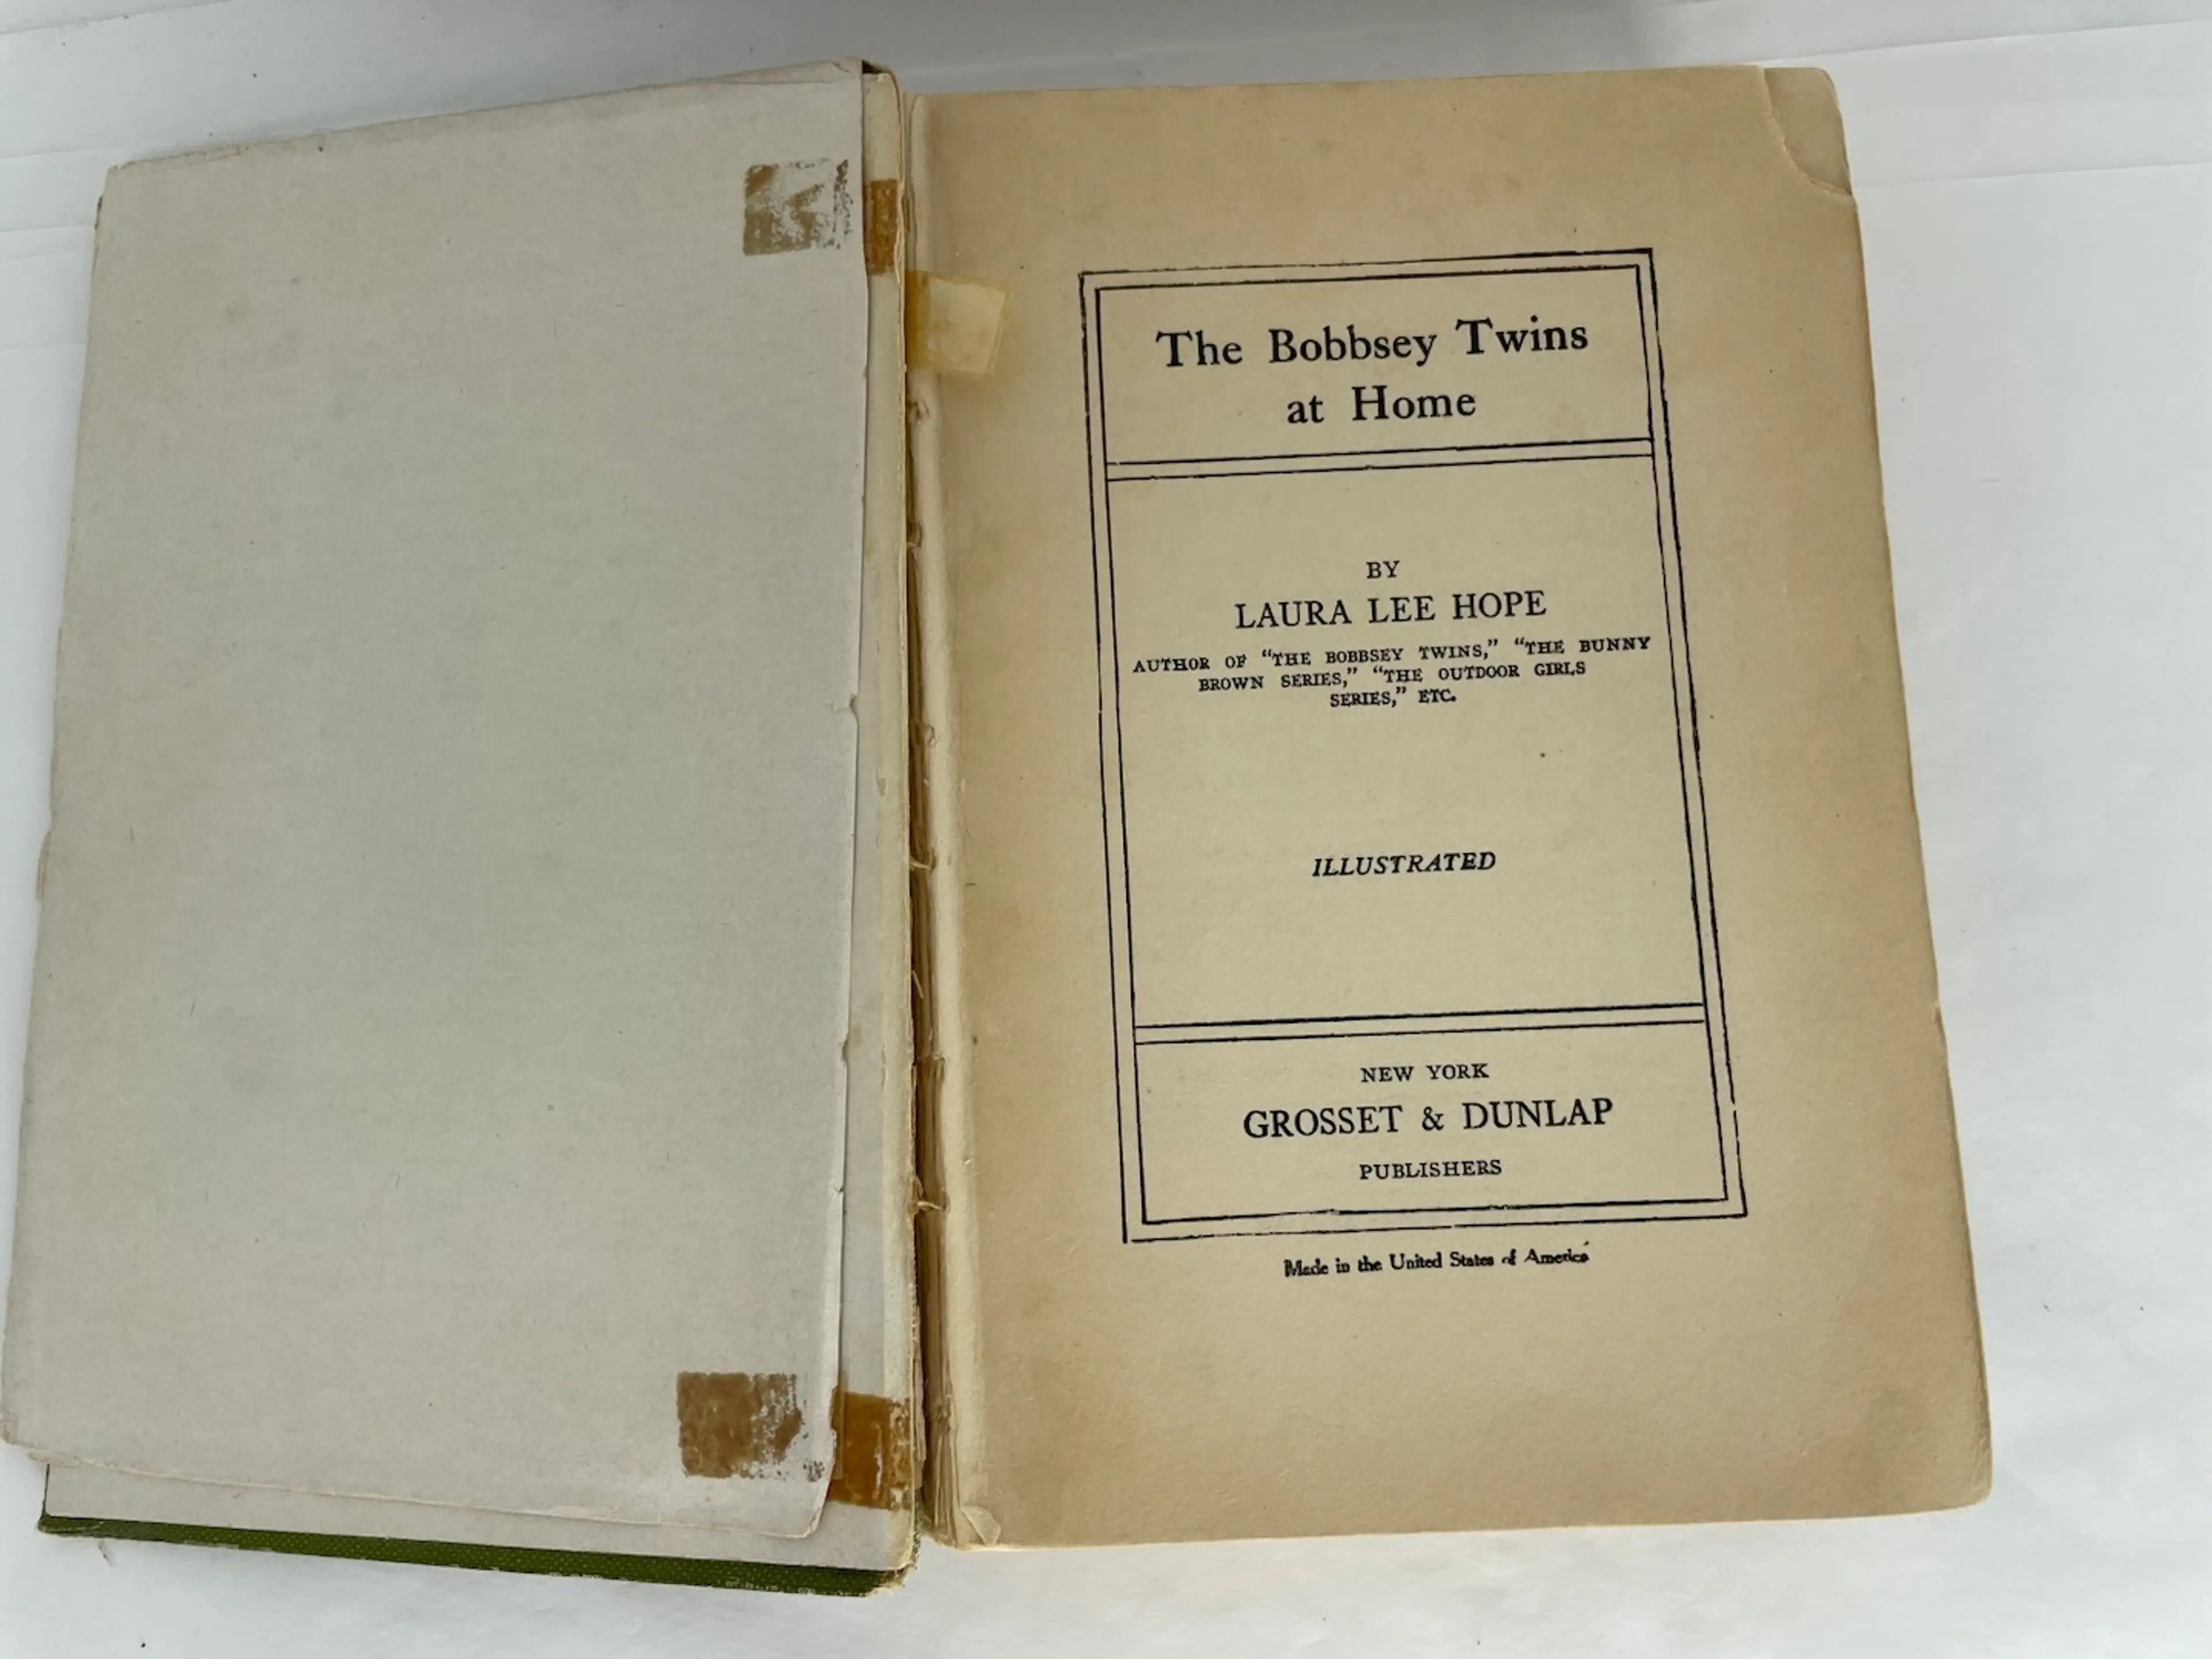 The Bobbsey Twins
at Home
BY
LAURA LEE HOPE
AUTHOR OF "THE BOBBSEY TWINS," "THE BUNNY
BROWN SERIES," "THE OUTDOOR GIRLS
SERIES," ETC.
ILLUSTRATED
NEW YORK
GROSSET & DUNLAP
PUBLISHERS
Made in the United States of America